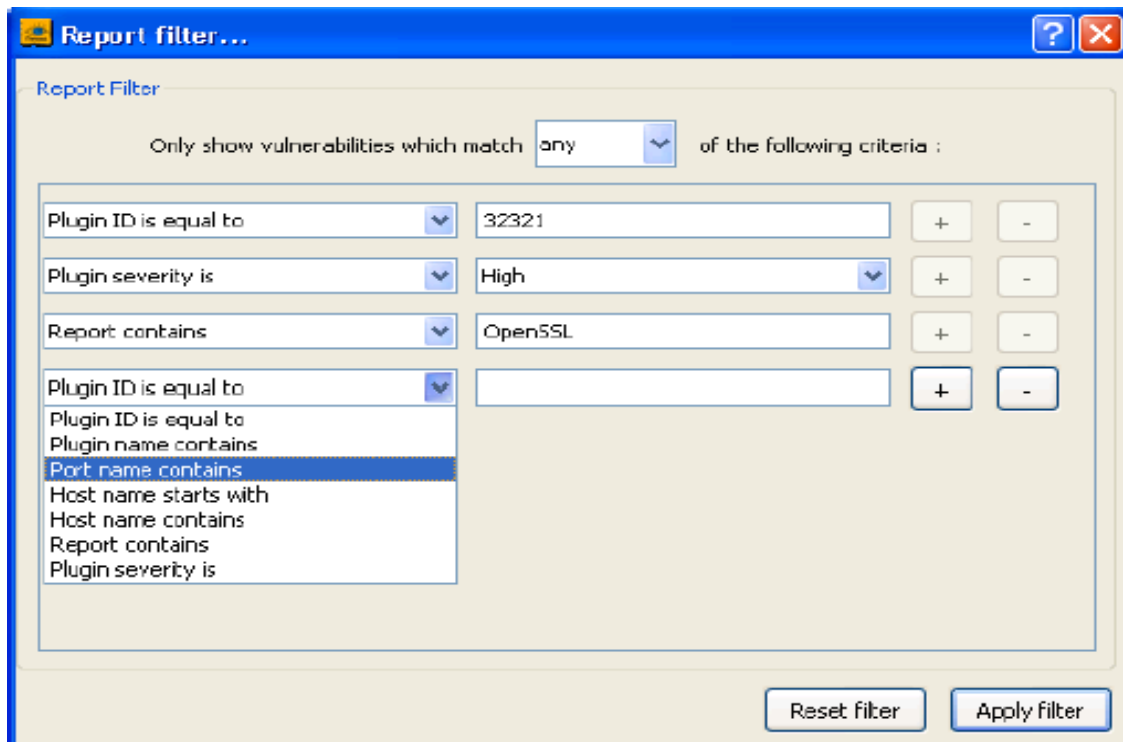 Report filter...
Report Filter
Only show vulnerabilities which match any of the following criteria :
Plugin ID is equal to 32321 + -
Plugin severity is High + -
Report contains OpenSSL + -
Plugin ID is equal to + -
Plugin ID is equal to
Plugin name contains
Port name contains
Host name starts with
Host name contains
Report contains
Plugin severity is
Reset filter Apply filter